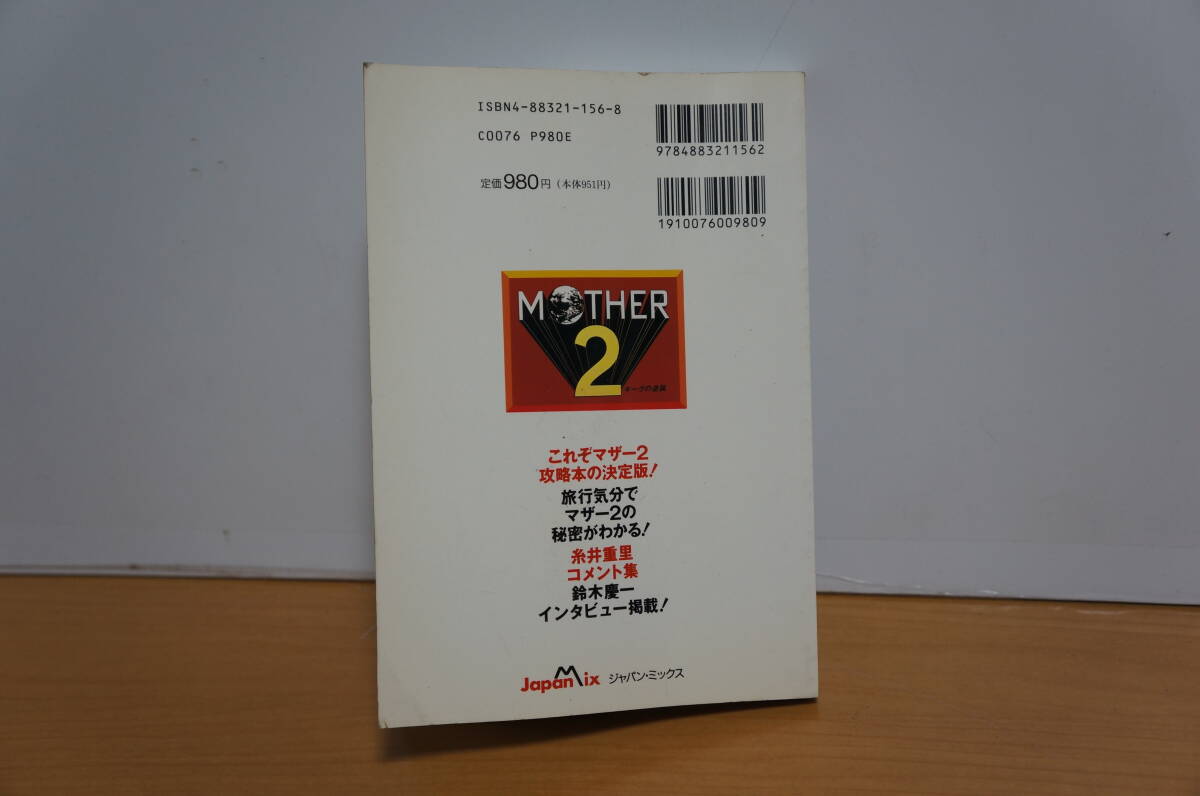 ISBN4-88321-156-8
C0076 P980E
定価980円(本体951円)
9784883211562
1910076009809
MOTHER
2
ギーグの逆襲
これぞマザー2
攻略本の決定版!
旅行気分で
マザー2の
秘密がわかる!
糸井重里
コメント集
鈴木慶一
インタビュー掲載!
JapanMix ジャパン・ミックス